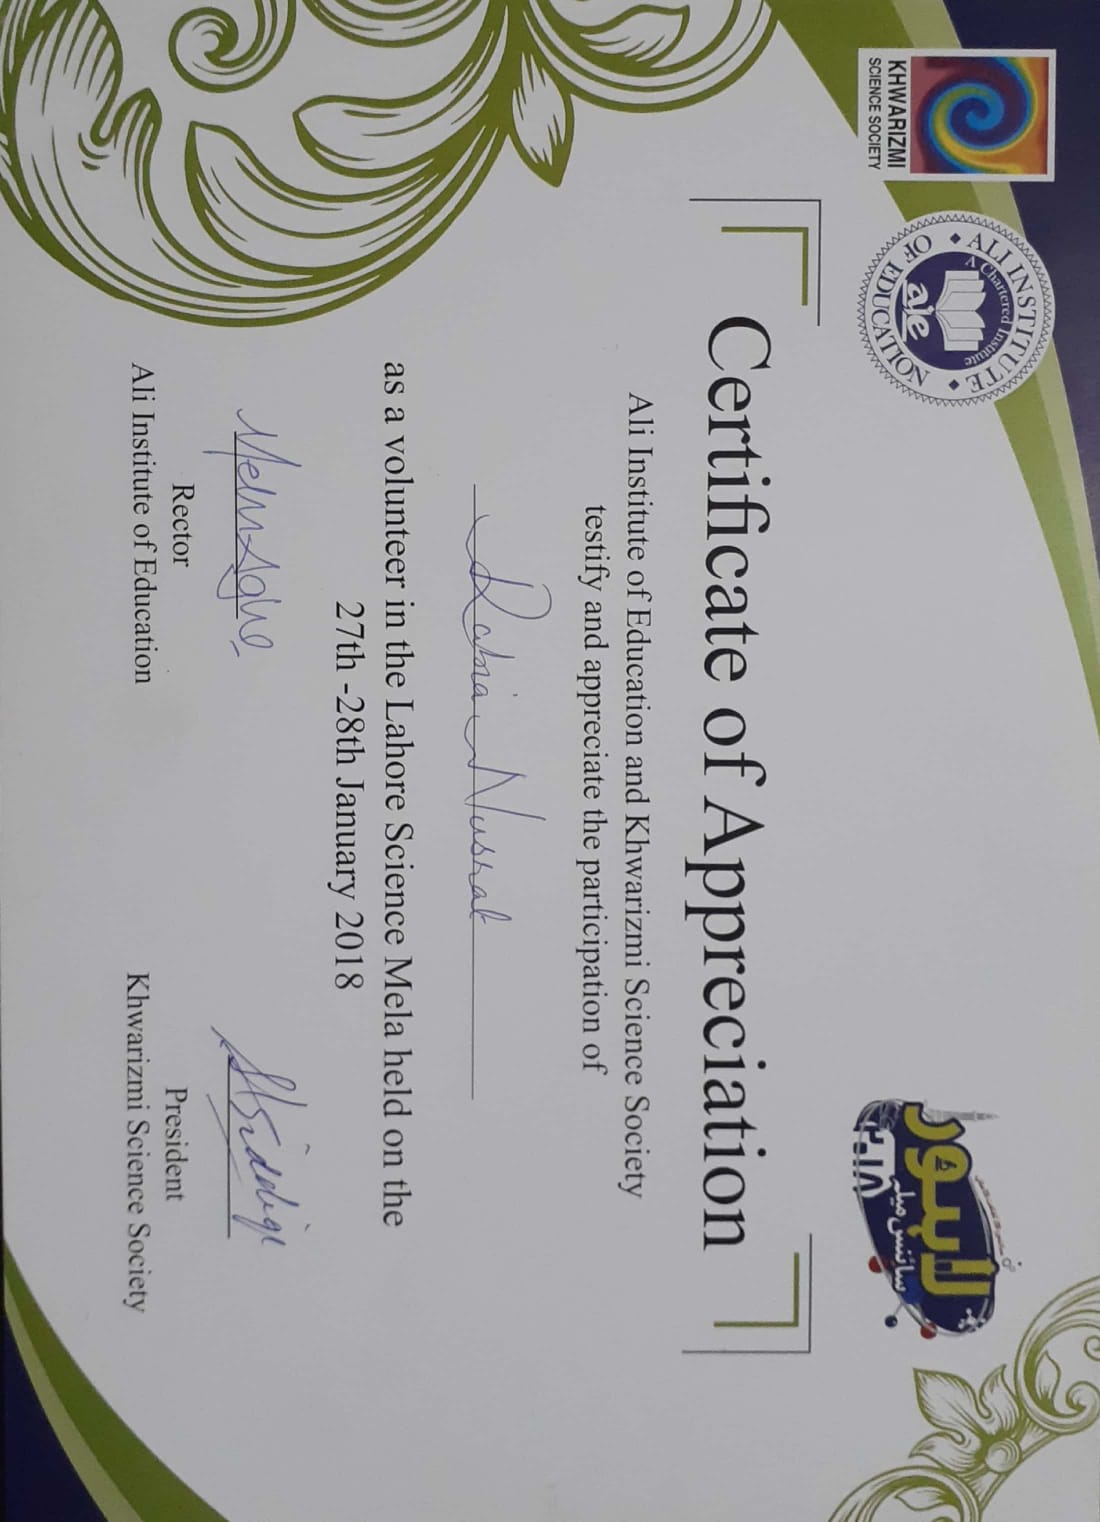 KHWARIZMI
SCIENCE SOCIETY
ALI INSTITUTE OF EDUCATION
A Chartered Institute
aie
لاہور
سائنس میلہ
۲۰۱۸
Certificate of Appreciation
Ali Institute of Education and Khwarizmi Science Society
testify and appreciate the participation of
Rabia Nusrat
as a volunteer in the Lahore Science Mela held on the
27th -28th January 2018
Siddiqi
Rector
Ali Institute of Education
President
Khwarizmi Science Society